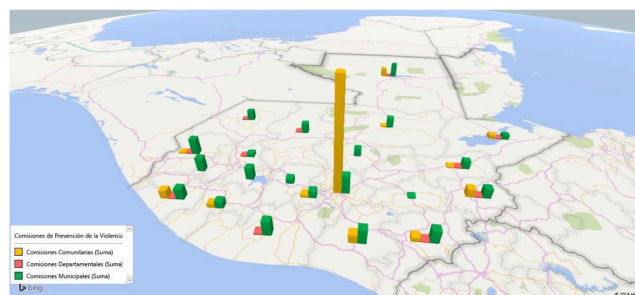 Comisiones de Prevención de la Violencia
Comisiones Comunitarias (Suma)
Comisiones Departamentales (Suma)
Comisiones Municipales (Suma)
bing